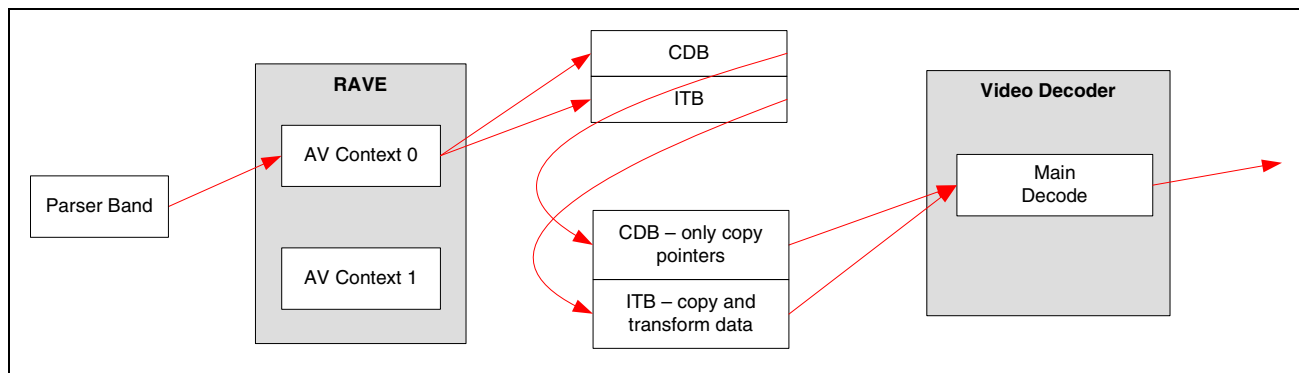 Parser Band
RAVE
AV Context 0
AV Context 1
CDB
ITB
CDB – only copy
pointers
ITB – copy and
transform data
Video Decoder
Main
Decode